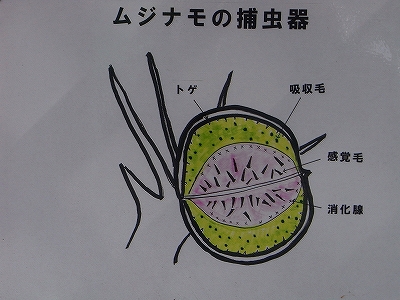 ムジナモの捕虫器
トゲ
吸収毛
感覚毛
消化腺